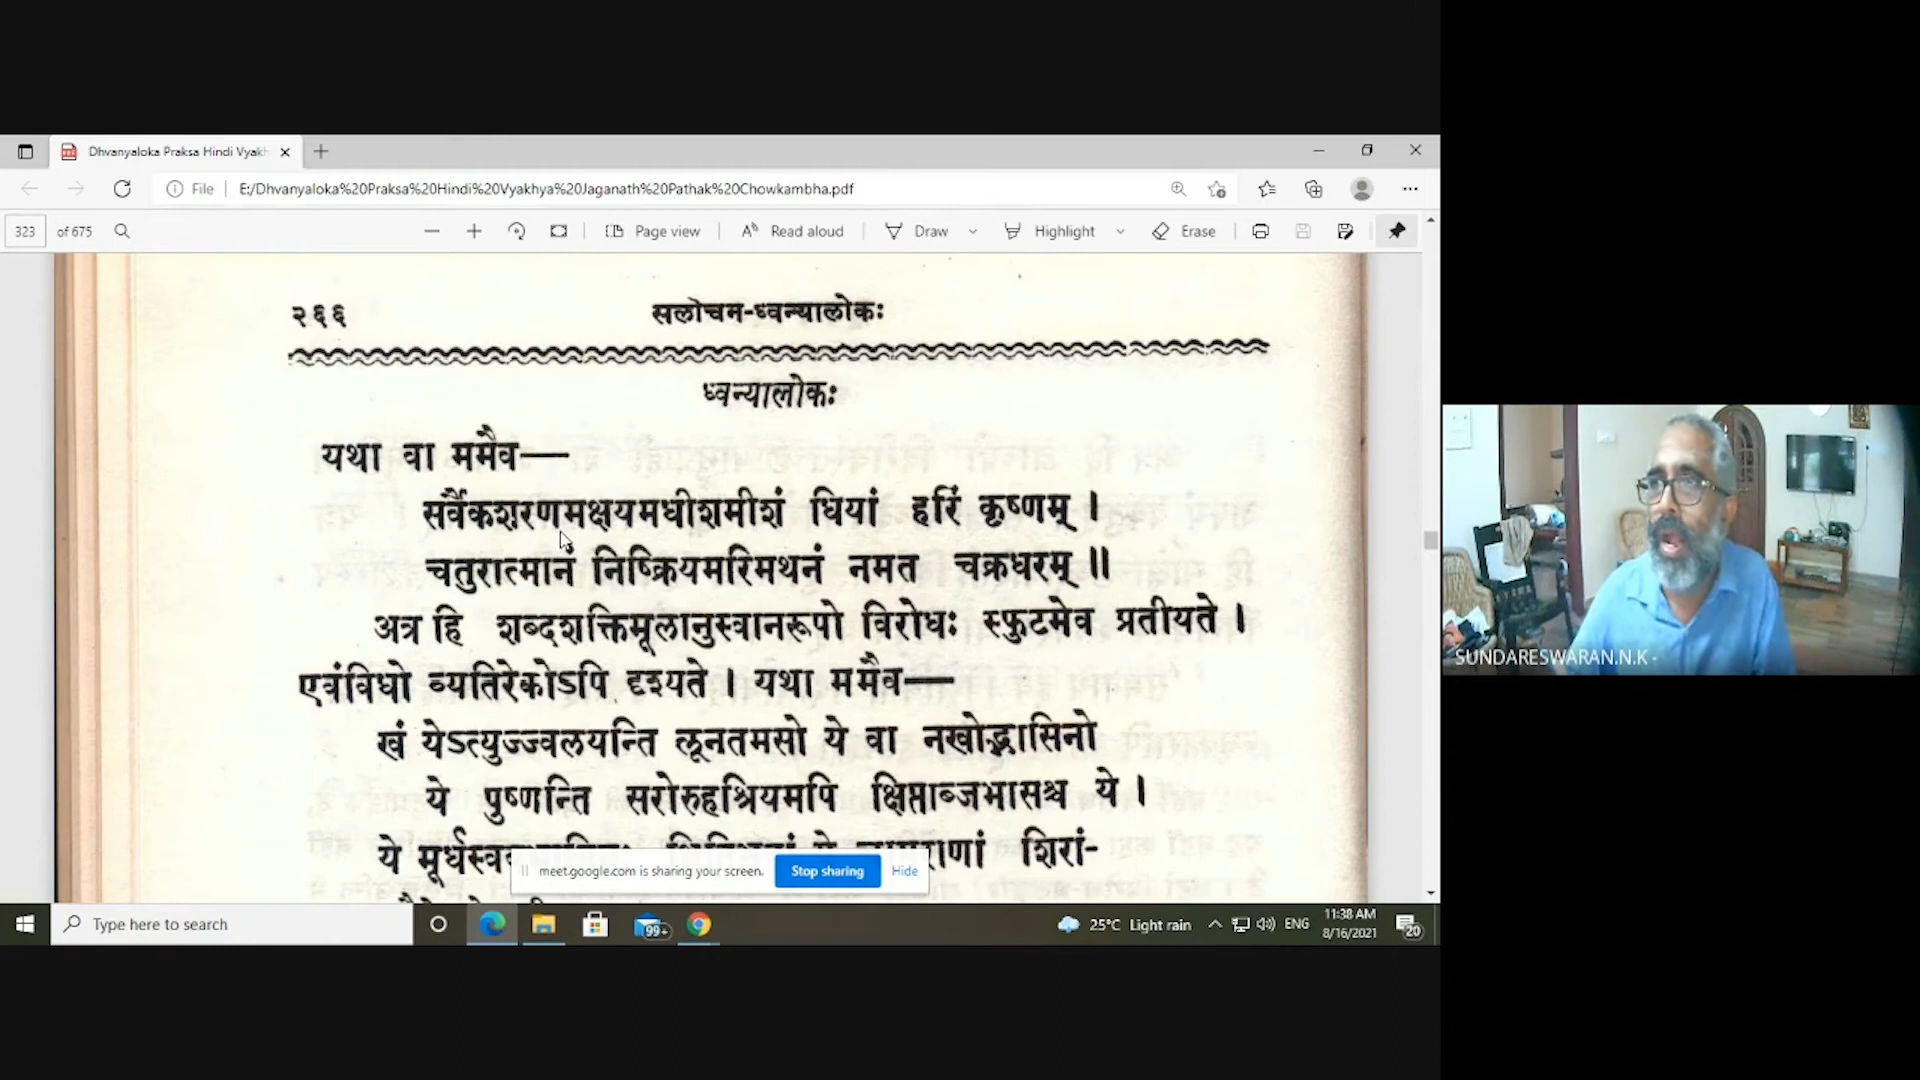 Dhvanyaloka Praksa Hindi Vyakh
File E:/Dhvanyaloka%20Praksa%20Hindi%20Vyakhya%20Jaganath%20Pathak%20Chowkambha.pdf
323 of 675 Page view Read aloud Draw Highlight Erase
२६६ सलोचम-ध्वन्यालोकः
ध्वन्यालोकः
यथा वा ममैव—
सर्वैकशरणमक्षयमधीशमीशं धियां हरिं कृष्णम् ।
चतुरात्मानं निष्क्रियमरिमथनं नमत चक्रधरम् ॥
अत्र हि शब्दशक्तिमूलानुस्वानरूपो विरोधः स्फुटमेव प्रतीयते ।
एवंविधो व्यतिरेकोऽपि दृश्यते । यथा ममैव—
खं येऽत्युज्ज्वलयन्ति लूनतमसो ये वा नखोद्भासिनो
ये पुष्णन्ति सरोरुहश्रियमपि क्षिप्ताब्जभासश्च ये ।
ये शिरां-
meet.google.com is sharing your screen. Stop sharing Hide
Type here to search 99+ 25°C Light rain ENG 11:38 AM 8/16/2021 20
SUNDARESWARAN.N.K -